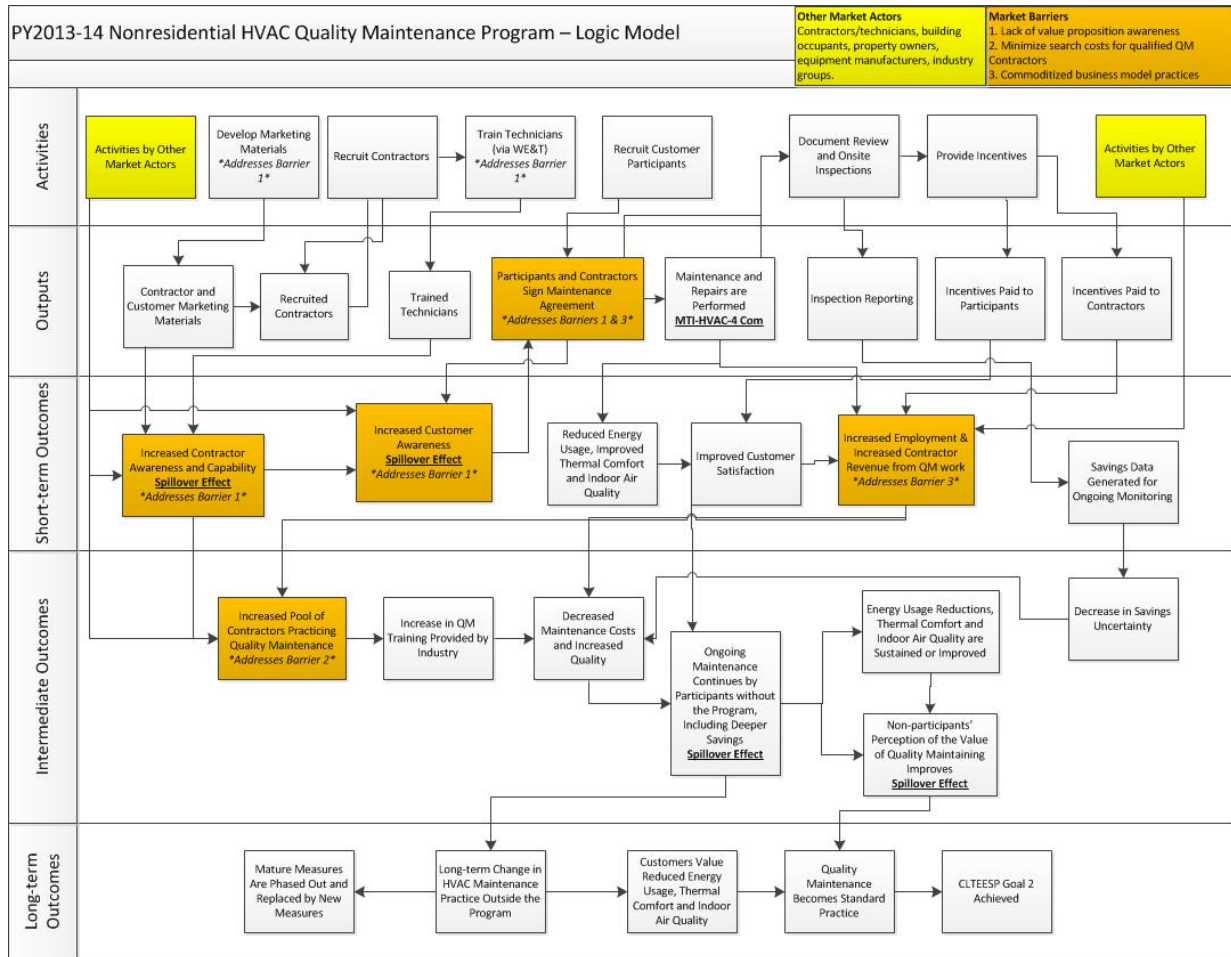 PY2013-14 Nonresidential HVAC Quality Maintenance Program – Logic Model
Other Market Actors
Contractors/technicians, building
occupants, property owners,
equipment manufacturers, industry
groups.
Market Barriers
1. Lack of value proposition awareness
2. Minimize search costs for qualified QM
Contractors
3. Commoditized business model practices
Activities
Activities by Other
Market Actors
Develop Marketing
Materials
*Addresses Barrier
1*
Recruit Contractors
Train Technicians
(via WE&T)
*Addresses Barrier
1*
Recruit Customer
Participants
Document Review
and Onsite
Inspections
Provide Incentives
Activities by Other
Market Actors
Outputs
Contractor and
Customer Marketing
Materials
Recruited
Contractors
Trained
Technicians
Participants and Contractors
Sign Maintenance
Agreement
*Addresses Barriers 1 & 3*
Maintenance and
Repairs are
Performed
MTI-HVAC-4 Com
Inspection Reporting
Incentives Paid to
Participants
Incentives Paid to
Contractors
Short-term Outcomes
Increased Contractor
Awareness and Capability
Spillover Effect
*Addresses Barrier 1*
Increased Customer
Awareness
Spillover Effect
*Addresses Barrier 1*
Reduced Energy
Usage, Improved
Thermal Comfort
and Indoor Air
Quality
Improved Customer
Satisfaction
Increased Employment &
Increased Contractor
Revenue from QM work
*Addresses Barrier 3*
Savings Data
Generated for
Ongoing Monitoring
Intermediate Outcomes
Increased Pool of
Contractors Practicing
Quality Maintenance
*Addresses Barrier 2*
Increase in QM
Training Provided by
Industry
Decreased
Maintenance Costs
and Increased
Quality
Ongoing
Maintenance
Continues by
Participants without
the Program,
Including Deeper
Savings
Spillover Effect
Energy Usage Reductions,
Thermal Comfort and
Indoor Air Quality are
Sustained or Improved
Decrease in Savings
Uncertainty
Non-participants’
Perception of the Value
of Quality Maintaining
Improves
Spillover Effect
Long-term
Outcomes
Mature Measures
Are Phased Out and
Replaced by New
Measures
Long-term Change in
HVAC Maintenance
Practice Outside the
Program
Customers Value
Reduced Energy
Usage, Thermal
Comfort and Indoor
Air Quality
Quality
Maintenance
Becomes Standard
Practice
CLTEESP Goal 2
Achieved